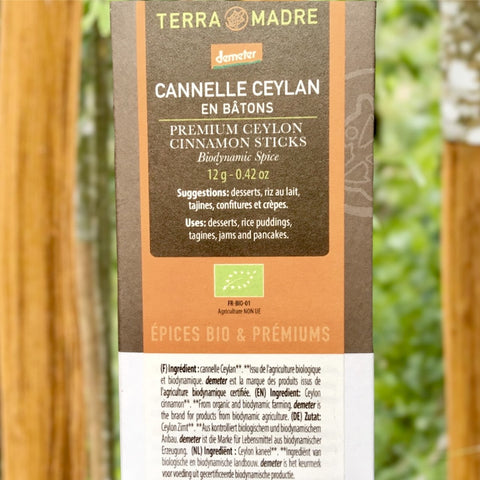 TERRA MADRE
demeter
CANNELLE CEYLAN
EN BÂTONS
PREMIUM CEYLON
CINNAMON STICKS
Biodynamic Spice
12 g - 0.42 oz
Suggestions: desserts, riz au lait,
tajines, confitures et crêpes.
Uses: desserts, rice puddings,
tagines, jams and pancakes.
FR-BIO-01
Agriculture NON UE
ÉPICES BIO & PRÉMIUMS
(F) Ingrédient : cannelle Ceylan**. **Issu de l'agriculture biologique
et biodynamique. demeter est la marque des produits issus de
l'agriculture biodynamique certifiée. (EN) Ingredient: Ceylon
cinnamon**. **From organic and biodynamic farming. demeter is
the brand for products from biodynamic agriculture. (DE) Zutat:
Ceylon Zimt**. **Aus kontrolliert biologischem und biodynamischem
Anbau. demeter ist die Markе für Lebensmittel aus biodynamischer
Erzeugung. (NL) Ingrediënt : Ceylon kaneel**. **Ingrediënt van
biologische en biodynamische landbouw. demeter is het keurmerk
voor voeding uit gecertificeerde biodynamische productie.